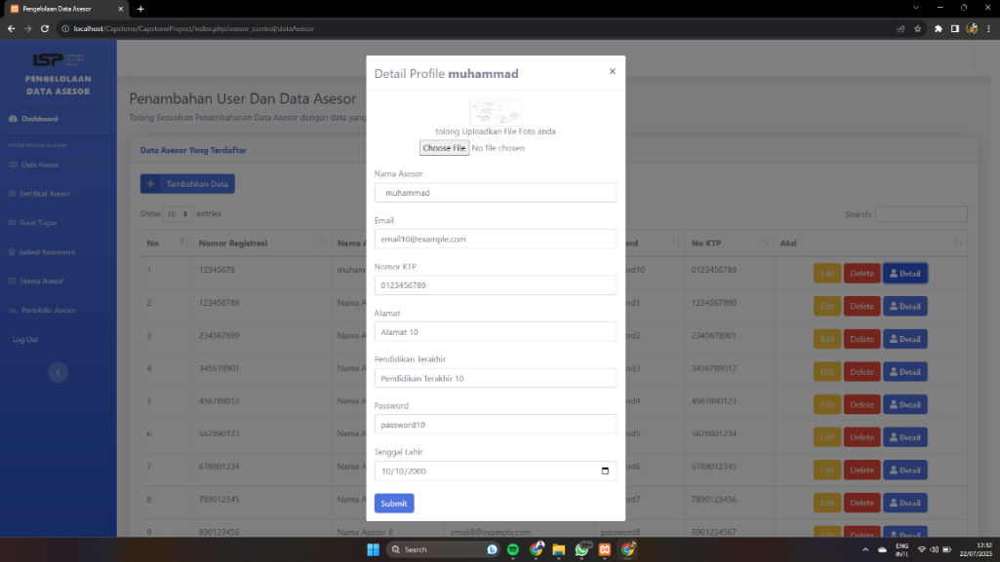 Pengelolaan Data Asesor
localhost/Capstone/CapstoneProject/index.php/asesor_control/dataAsesor
LSP
PENGELOLAAN
DATA ASESOR
Dashboard
Data Asesor
Sertifikat Asesor
Surat Tugas
Jadwal Assesment
Skema Asesor
Portofolio Asesor
Log Out
Penambahan User Dan Data Asesor
Tolong Sesuaikan Penambahanan Data Asesor dengan data yang
Data Asesor Yang Terdaftar
+ Tambahkan Data
Show 10 entries
Search:
No Nomor Registrasi Nama A ord No KTP Aksi
1 12345678 muham ord10 0123456789 Edit Delete Detail
2 123456789 Nama A ord1 1234567890 Edit Delete Detail
3 234567890 Nama A ord2 2345678901 Edit Delete Detail
4 345678901 Nama A ord3 3456789012 Edit Delete Detail
5 456789012 Nama A ord4 4567890123 Edit Delete Detail
6 567890123 Nama A ord5 5678901234 Edit Delete Detail
7 678901234 Nama A ord6 6789012345 Edit Delete Detail
8 789012345 Nama A ord7 7890123456 Edit Delete Detail
9 890123456 Nama Asesor 8 email8@example.com password8 8901234567 Edit Delete Detail
Detail Profile muhammad ×
tolong Uploadkan File Foto anda
Choose File No file chosen
Nama Asesor
muhammad
Email
email10@example.com
Nomor KTP
0123456789
Alamat
Alamat 10
Pendidikan Terakhir
Pendidikan Terakhir 10
Password
password10
Tanggal Lahir
10/10/2000
Submit
Search
ENG
INTL
12:32
22/07/2023